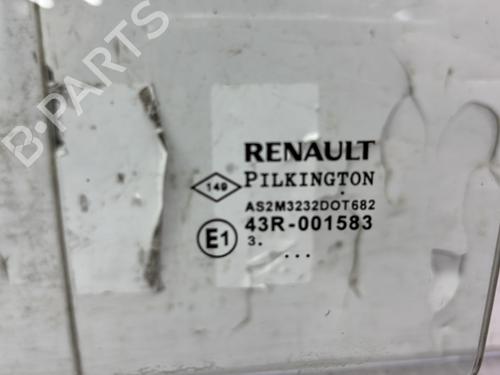 B-PARTS
RENAULT
149 PILKINGTON
AS2M3232DOT682
E1 43R-001583
3.
...